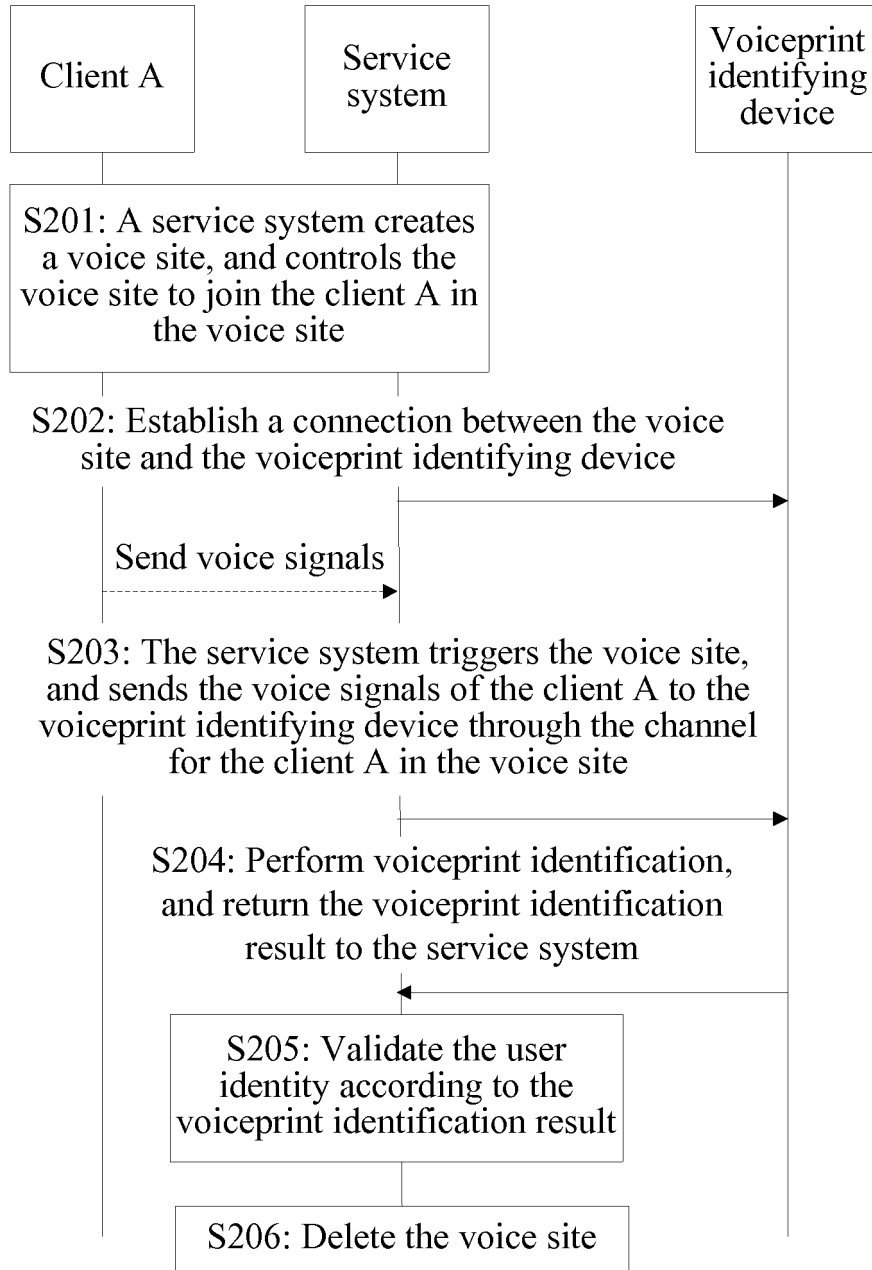 Client A
Service
system
Voiceprint
identifying
device
S201: A service system creates
a voice site, and controls the
voice site to join the client A in
the voice site
S202: Establish a connection between the voice
site and the voiceprint identifying device
Send voice signals
S203: The service system triggers the voice site,
and sends the voice signals of the client A to the
voiceprint identifying device through the channel
for the client A in the voice site
S204: Perform voiceprint identification,
and return the voiceprint identification
result to the service system
S205: Validate the user
identity according to the
voiceprint identification result
S206: Delete the voice site